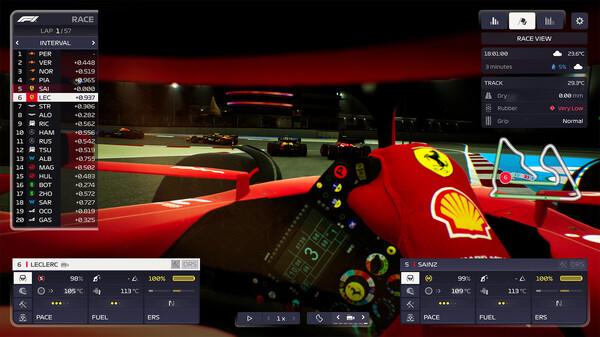 RACE
LAP 1/57
INTERVAL
1 PER -
2 VER +0.448
3 NOR +0.519
4 PIA +0.965
5 SAI +0.000
6 LEC +0.937
7 STR +0.306
8 ALO +0.282
9 RIC +0.562
10 HAM +0.556
11 RUS +0.542
12 TSU +0.519
13 ALB +0.755
14 MAG +0.502
15 HUL +0.483
16 BOT +0.274
17 ZHO +0.572
18 SAR +0.727
19 OCO +0.819
20 GAS +0.325
RACE VIEW
18:01:00 23.6°C
3 minutes 5%
TRACK 29.3°C
Dry 0.00 mm
Rubber Very Low
Grip Normal
6
3
Shell
6 LECLERC DRS
98% -/- 100%
105°C 113°C
N
PACE FUEL ERS
1x
5 SAINZ DRS
99% -/- 100%
109°C 113°C
N
PACE FUEL ERS